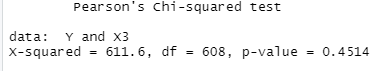 Pearson's Chi-squared test
data:  Y and X3
X-squared = 611.6, df = 608, p-value = 0.4514